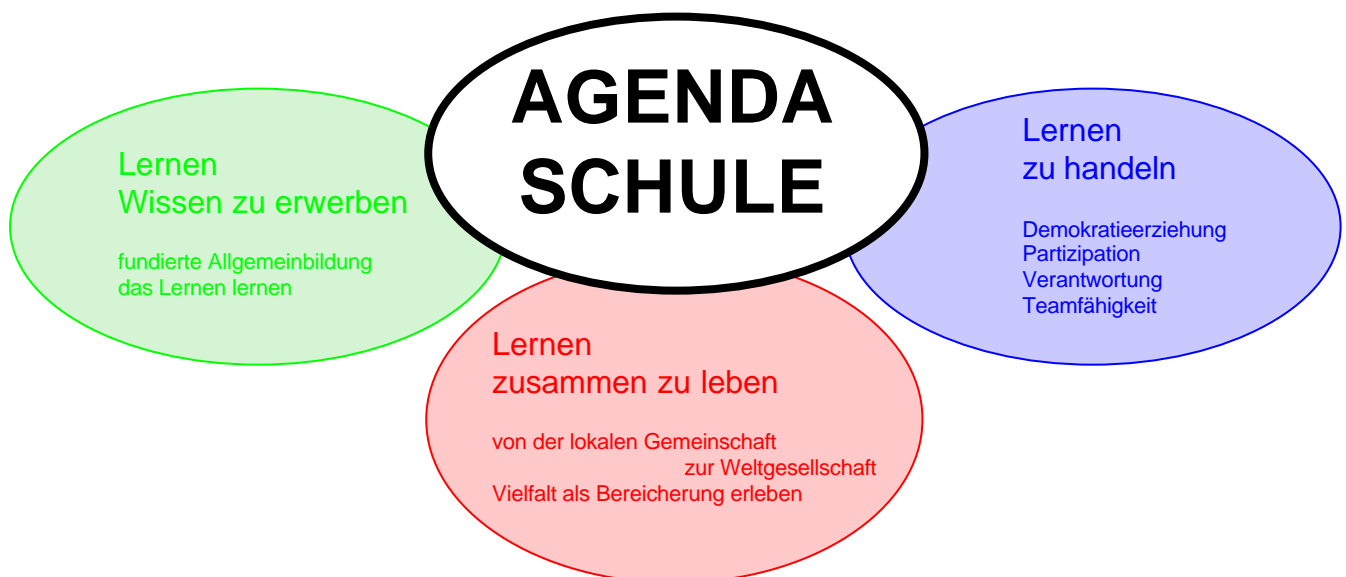 AGENDA
SCHULE
Lernen
Wissen zu erwerben
fundierte Allgemeinbildung
das Lernen lernen
Lernen
zusammen zu leben
von der lokalen Gemeinschaft
zur Weltgesellschaft
Vielfalt als Bereicherung erleben
Lernen
zu handeln
Demokratieerziehung
Partizipation
Verantwortung
Teamfähigkeit